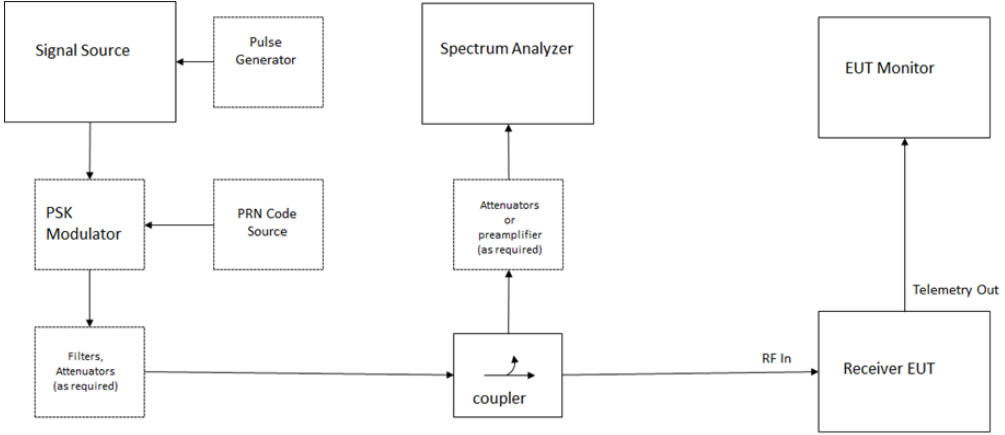 Signal Source
Pulse
Generator
Spectrum Analyzer
EUT Monitor
PSK
Modulator
PRN Code
Source
Attenuators
or
preamplifier
(as required)
Telemetry Out
Filters,
Attenuators
(as required)
coupler
RF In
Receiver EUT